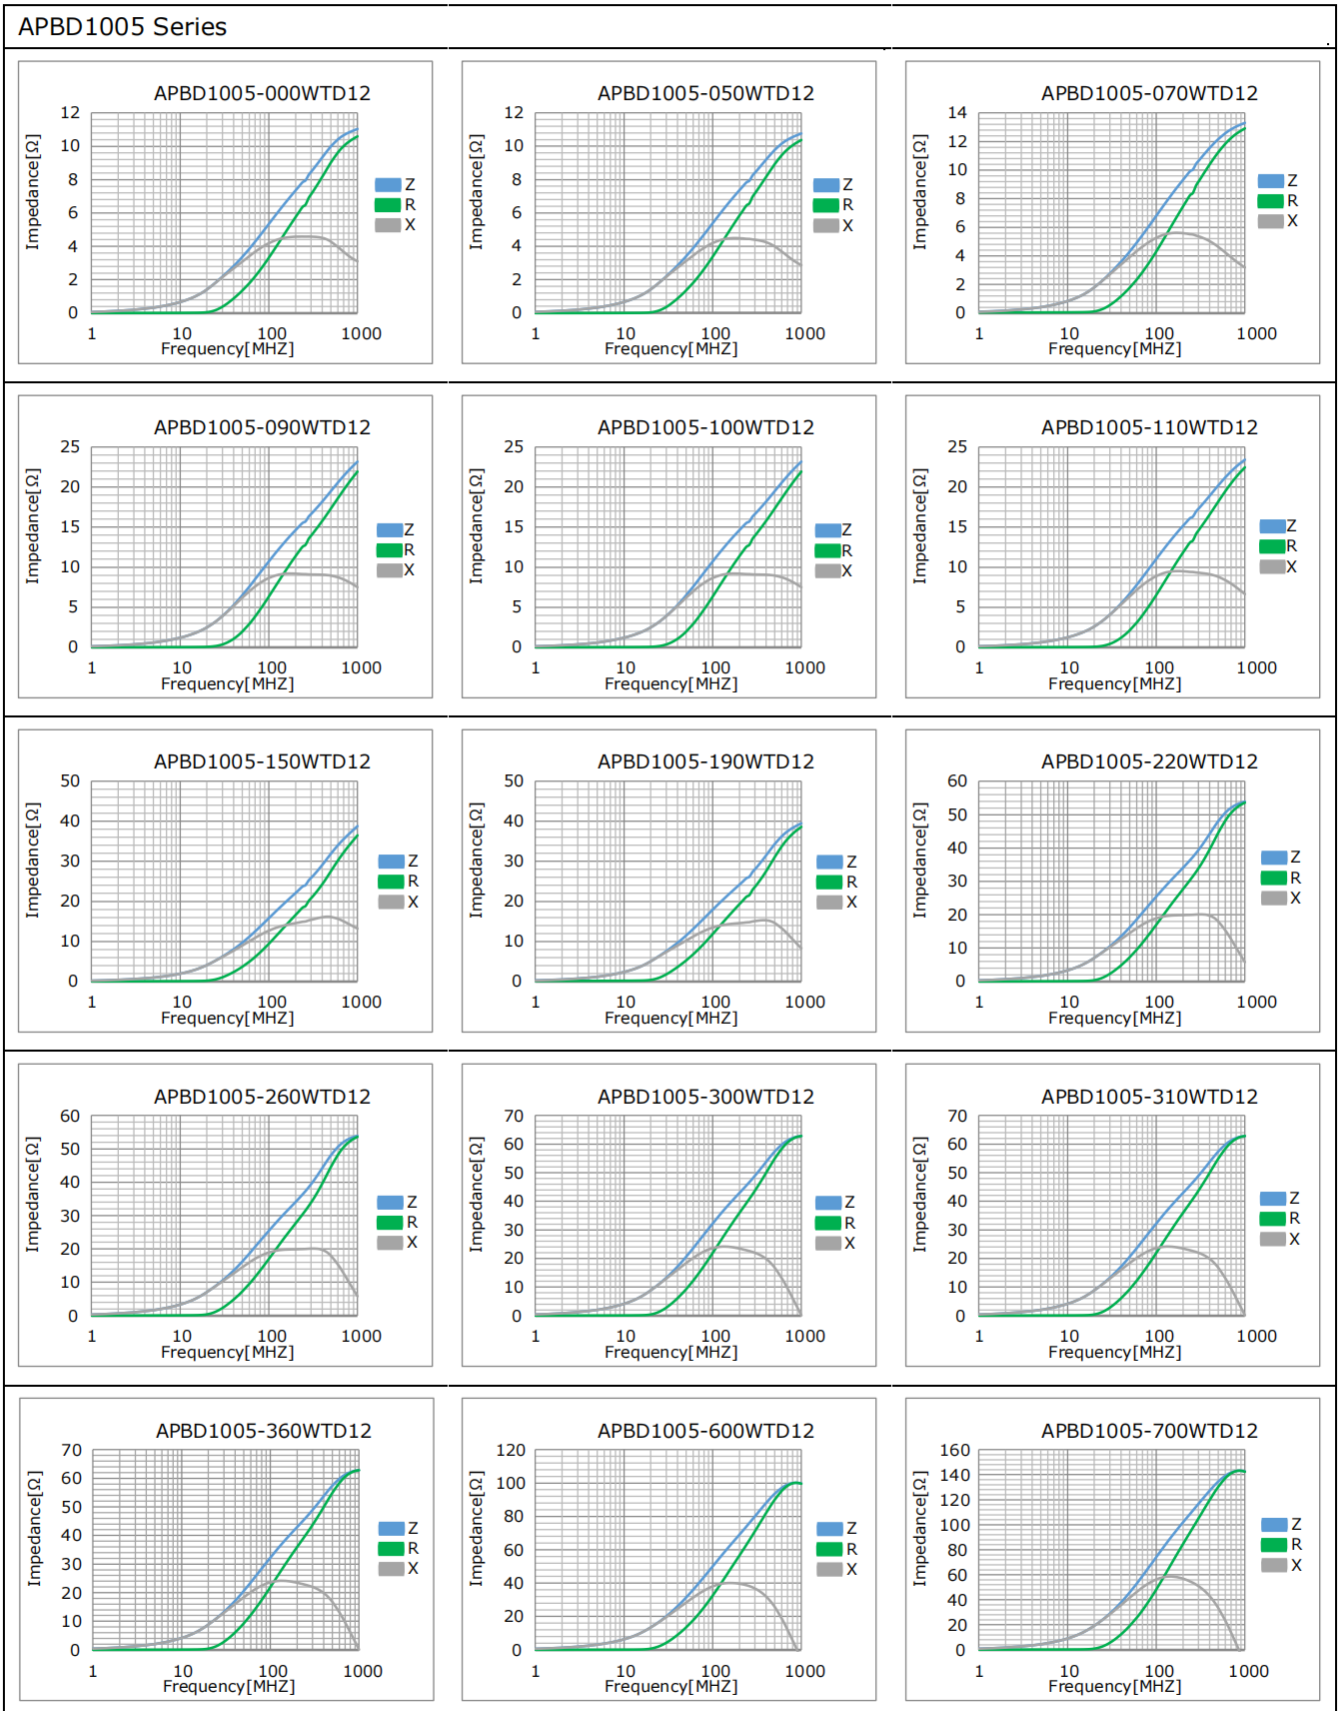 APBD1005 Series
APBD1005-000WTD12
Impedance[Ω]
12
10
8
6
4
2
0
1 10 100 1000
Frequency[MHZ]
Z
R
X
APBD1005-050WTD12
Impedance[Ω]
12
10
8
6
4
2
0
1 10 100 1000
Frequency[MHZ]
Z
R
X
APBD1005-070WTD12
Impedance[Ω]
14
12
10
8
6
4
2
0
1 10 100 1000
Frequency[MHZ]
Z
R
X
APBD1005-090WTD12
Impedance[Ω]
25
20
15
10
5
0
1 10 100 1000
Frequency[MHZ]
Z
R
X
APBD1005-100WTD12
Impedance[Ω]
25
20
15
10
5
0
1 10 100 1000
Frequency[MHZ]
Z
R
X
APBD1005-110WTD12
Impedance[Ω]
25
20
15
10
5
0
1 10 100 1000
Frequency[MHZ]
Z
R
X
APBD1005-150WTD12
Impedance[Ω]
50
40
30
20
10
0
1 10 100 1000
Frequency[MHZ]
Z
R
X
APBD1005-190WTD12
Impedance[Ω]
50
40
30
20
10
0
1 10 100 1000
Frequency[MHZ]
Z
R
X
APBD1005-220WTD12
Impedance[Ω]
60
50
40
30
20
10
0
1 10 100 1000
Frequency[MHZ]
Z
R
X
APBD1005-260WTD12
Impedance[Ω]
60
50
40
30
20
10
0
1 10 100 1000
Frequency[MHZ]
Z
R
X
APBD1005-300WTD12
Impedance[Ω]
70
60
50
40
30
20
10
0
1 10 100 1000
Frequency[MHZ]
Z
R
X
APBD1005-310WTD12
Impedance[Ω]
70
60
50
40
30
20
10
0
1 10 100 1000
Frequency[MHZ]
Z
R
X
APBD1005-360WTD12
Impedance[Ω]
70
60
50
40
30
20
10
0
1 10 100 1000
Frequency[MHZ]
Z
R
X
APBD1005-600WTD12
Impedance[Ω]
120
100
80
60
40
20
0
1 10 100 1000
Frequency[MHZ]
Z
R
X
APBD1005-700WTD12
Impedance[Ω]
160
140
120
100
80
60
40
20
0
1 10 100 1000
Frequency[MHZ]
Z
R
X